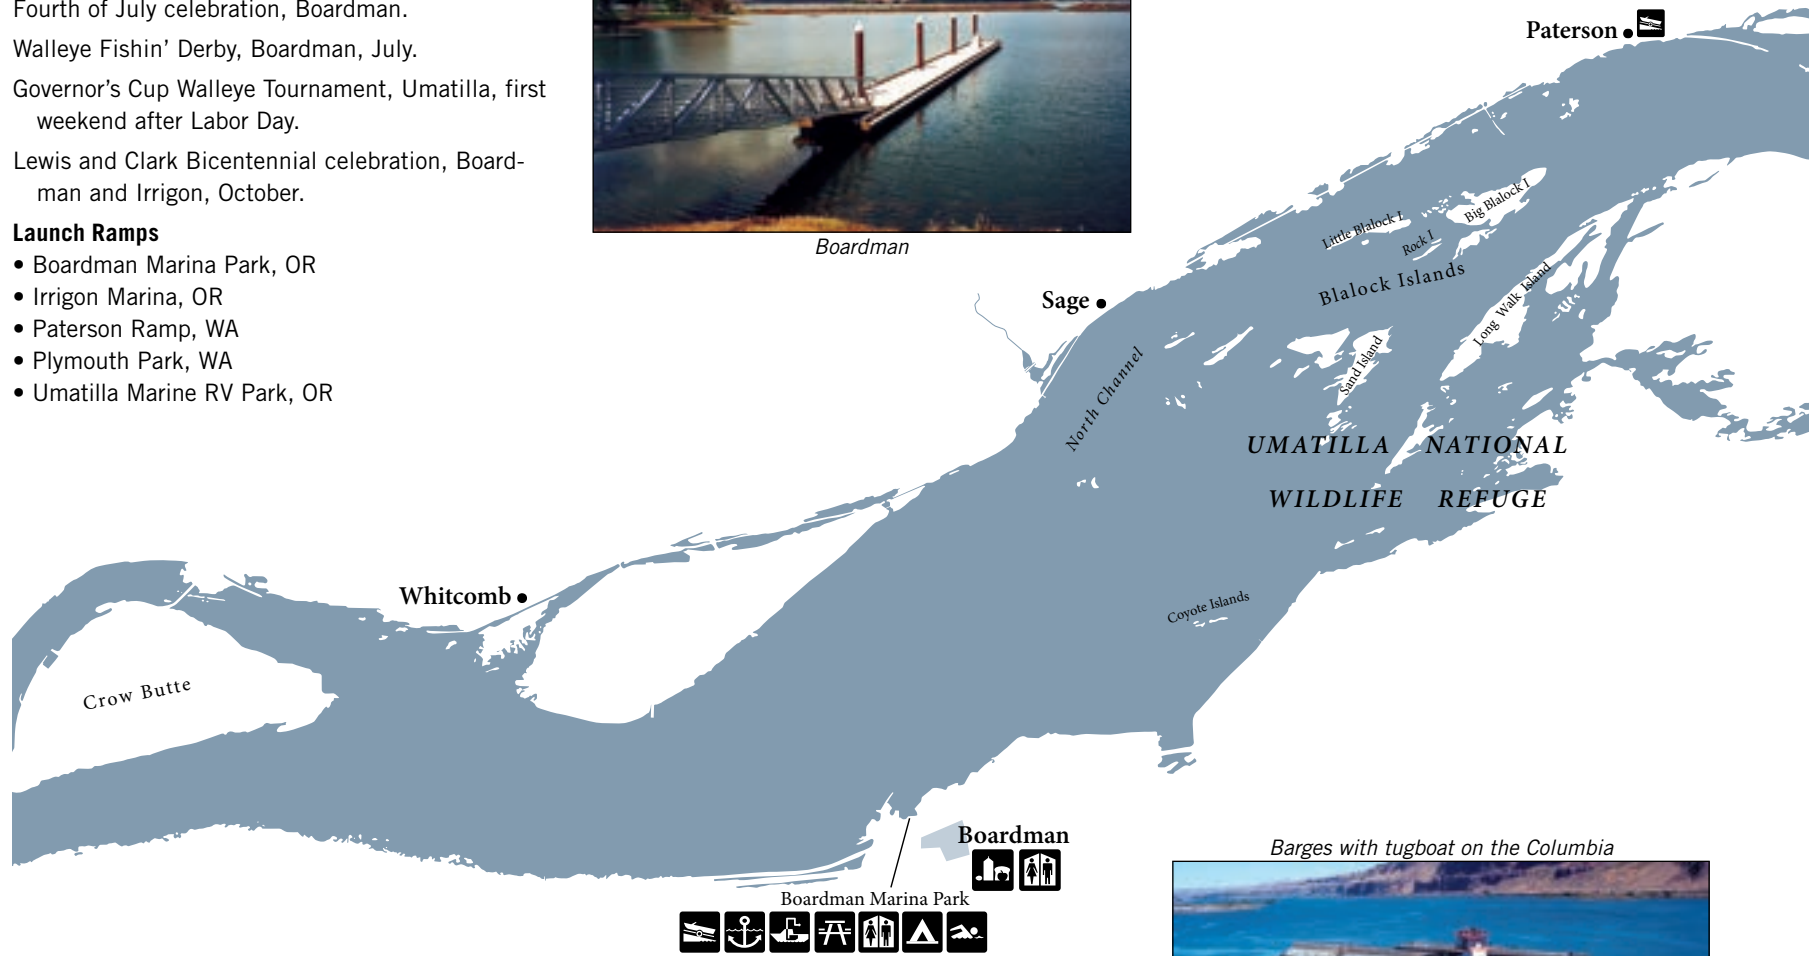 Fourth of July celebration, Boardman.
Walleye Fishin’ Derby, Boardman, July.
Governor’s Cup Walleye Tournament, Umatilla, first
weekend after Labor Day.
Lewis and Clark Bicentennial celebration, Board-
man and Irrigon, October.
Launch Ramps
• Boardman Marina Park, OR
• Irrigon Marina, OR
• Paterson Ramp, WA
• Plymouth Park, WA
• Umatilla Marine RV Park, OR
Boardman
Paterson
Big Blalock I
Little Blalock I
Rock I
Blalock Islands
Long Walk Island
Sage
Sand Island
North Channel
UMATILLA NATIONAL
WILDLIFE REFUGE
Whitcomb
Coyote Islands
Crow Butte
Boardman
Boardman Marina Park
Barges with tugboat on the Columbia